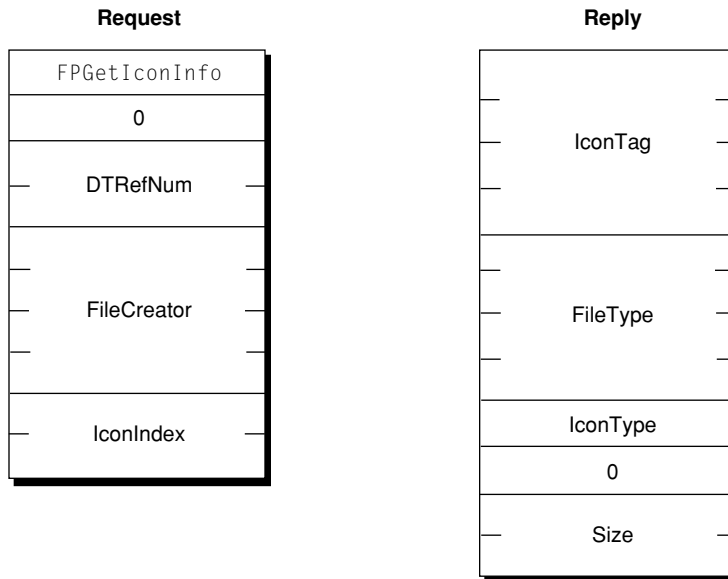 Request
FPGetIconInfo
0
DTRefNum
FileCreator
IconIndex
Reply
IconTag
FileType
IconType
0
Size